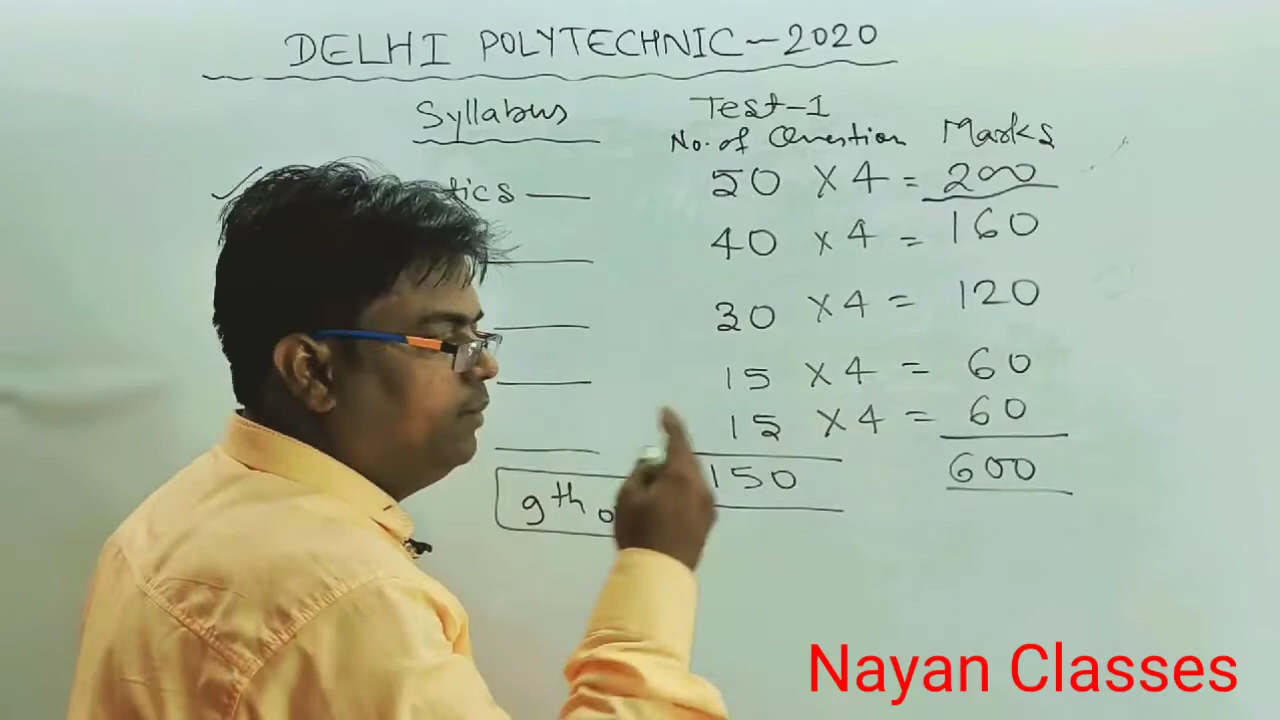 DELHI POLYTECHNIC-2020
Syllabus Test-1
No. of Question Marks
tics 50 X 4 = 200
40 x 4 = 160
30 X 4 = 120
15 X 4 = 60
15 X 4 = 60
150 600
9th
Nayan Classes